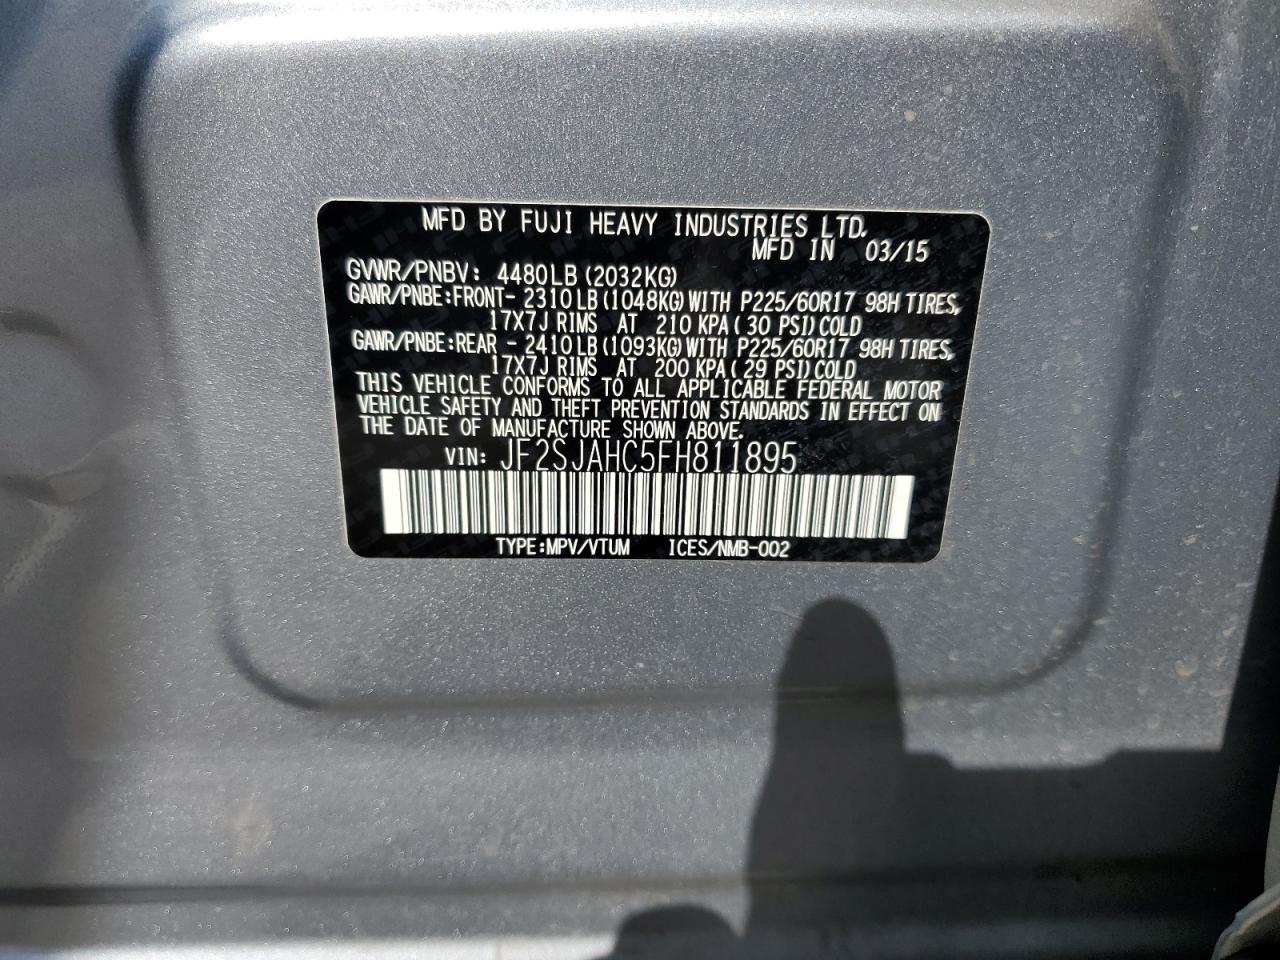 MFD BY FUJI HEAVY INDUSTRIES LTD.
MFD IN 03/15
GVWR/PNBV: 4480LB (2032KG)
GAWR/PNBE:FRONT- 2310LB (1048KG) WITH P225/60R17 98H TIRES,
17X7J RIMS AT 210 KPA (30 PSI) COLD
GAWR/PNBE:REAR - 2410LB (1093KG) WITH P225/60R17 98H TIRES,
17X7J RIMS AT 200 KPA (29 PSI) COLD
THIS VEHICLE CONFORMS TO ALL APPLICABLE FEDERAL MOTOR
VEHICLE SAFETY AND THEFT PREVENTION STANDARDS IN EFFECT ON
THE DATE OF MANUFACTURE SHOWN ABOVE.
VIN: JF2SJAHC5FH811895
TYPE:MPV/VTUM ICES/NMB-002